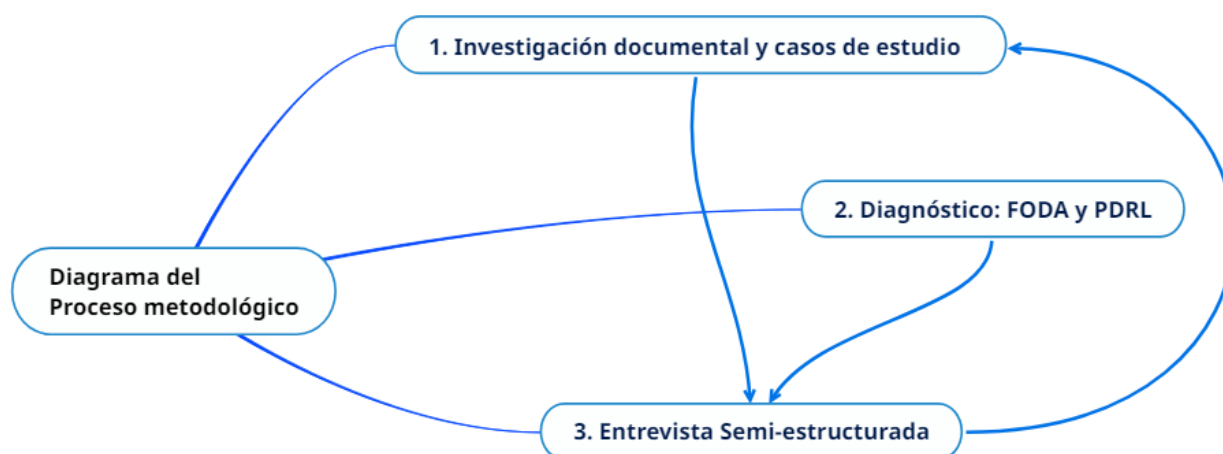 1. Investigación documental y casos de estudio
2. Diagnóstico: FODA y PDRL
Diagrama del
Proceso metodológico
3. Entrevista Semi-estructurada